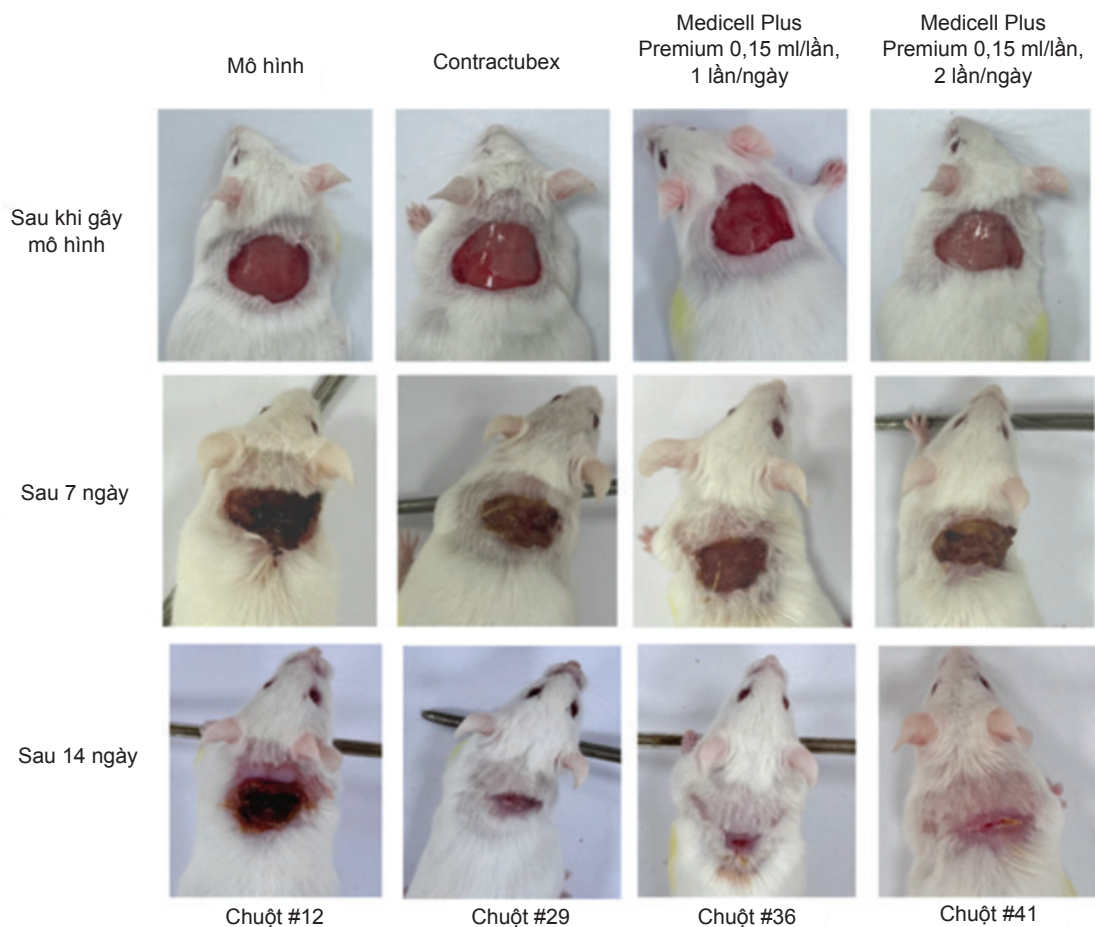 Mô hình
Contractubex
Medicell Plus
Premium 0,15 ml/lần,
1 lần/ngày
Medicell Plus
Premium 0,15 ml/lần,
2 lần/ngày
Sau khi gây
mô hình
Sau 7 ngày
Sau 14 ngày
Chuột #12
Chuột #29
Chuột #36
Chuột #41